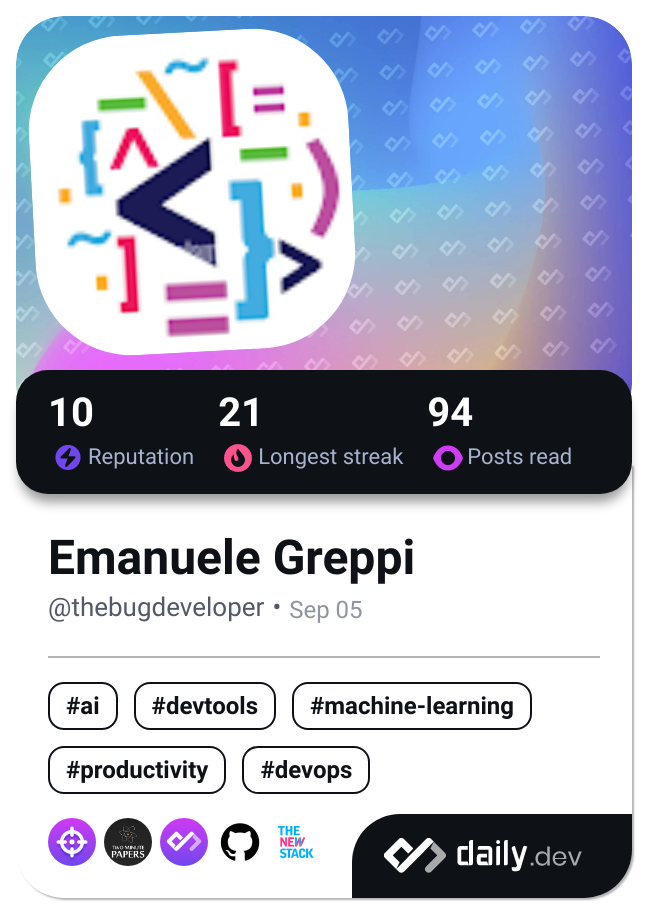 10 21 94
Reputation Longest streak Posts read
Emanuele Greppi
@thebugdeveloper • Sep 05
#ai #devtools #machine-learning
#productivity #devops
TWO MINUTE
PAPERS
THE
NEW
STACK
daily.dev